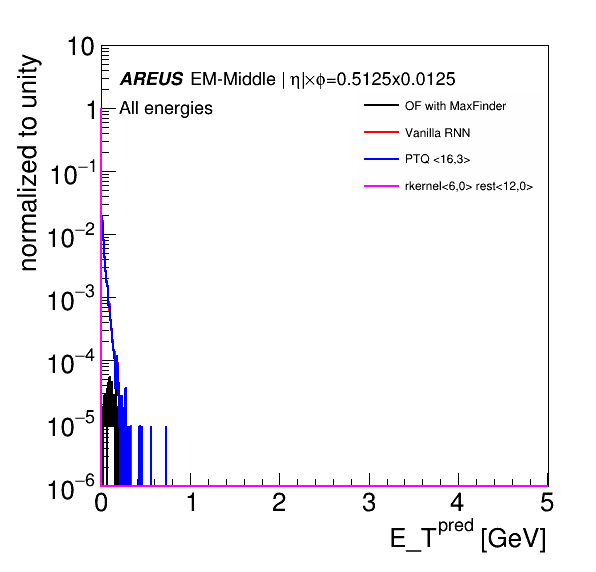 normalized to unity
10
1
10⁻¹
10⁻²
10⁻³
10⁻⁴
10⁻⁵
10⁻⁶
AREUS EM-Middle | η|×ϕ=0.5125x0.0125
All energies
OF with MaxFinder
Vanilla RNN
PTQ <16,3>
rkernel<6,0> rest<12,0>
0 1 2 3 4 5
E_T^pred [GeV]